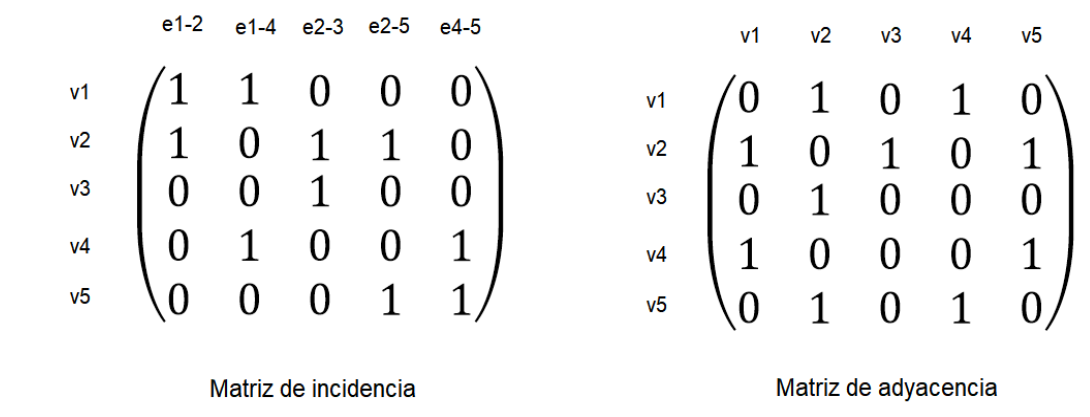 e1-2 e1-4 e2-3 e2-5 e4-5
v1 1 1 0 0 0
v2 1 0 1 1 0
v3 0 0 1 0 0
v4 0 1 0 0 1
v5 0 0 0 1 1
Matriz de incidencia
v1 v2 v3 v4 v5
v1 0 1 0 1 0
v2 1 0 1 0 1
v3 0 1 0 0 0
v4 1 0 0 0 1
v5 0 1 0 1 0
Matriz de adyacencia